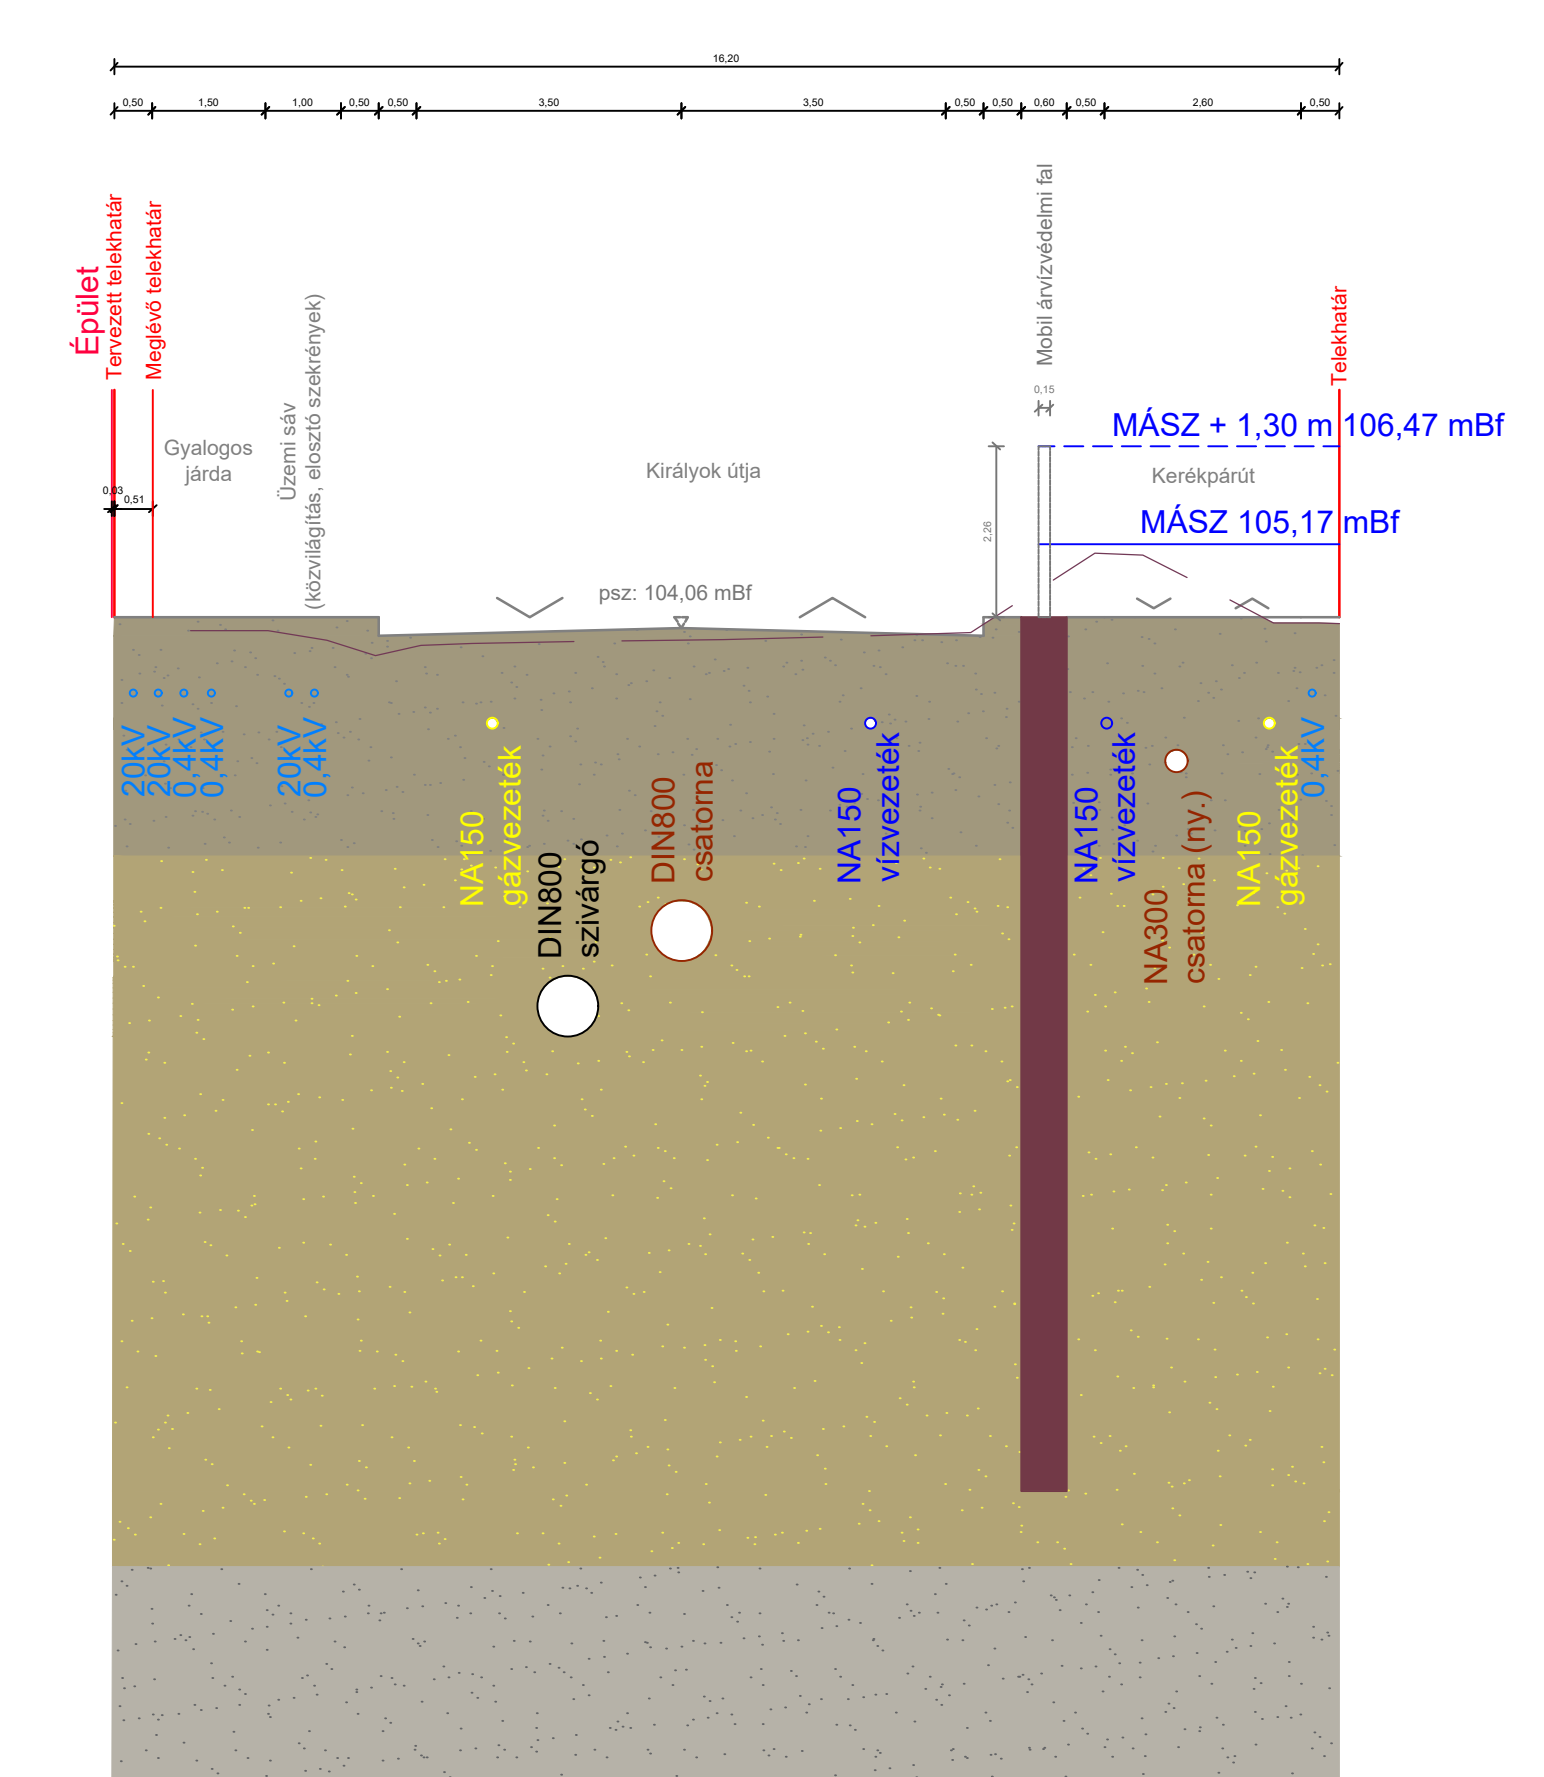 16,20
0,50 1,50 1,00 0,50 0,50 3,50 3,50 0,50 0,50 0,60 0,50 2,60 0,50
Épület
Tervezett telekhatár
Meglévő telekhatár
Gyalogos
járda
Üzemi sáv
(közvilágítás, elosztó szekrények)
Királyok útja
Mobil árvízvédelmi fal
Telekhatár
0,15
MÁSZ + 1,30 m 106,47 mBf
Kerékpárút
MÁSZ 105,17 mBf
0,03
0,51
2,26
psz: 104,06 mBf
20kV
20kV
0,4kV
0,4kV
20kV
0,4kV
NA150
gázvezeték
DIN800
szivárgó
DIN800
csatorna
NA150
vízvezeték
NA150
vízvezeték
NA300
csatorna (ny.)
NA150
gázvezeték
0,4kV